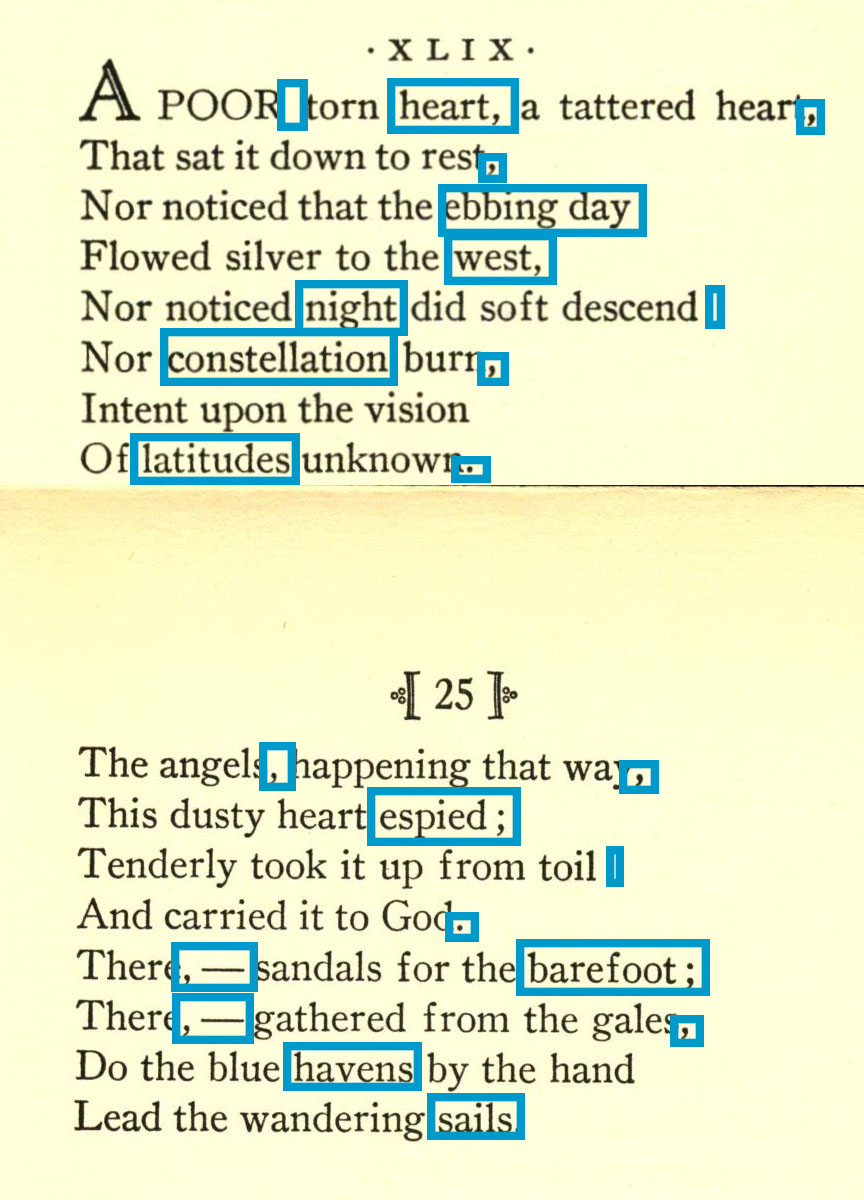 · X L I X ·
A POOR torn heart, a tattered heart,
That sat it down to rest,
Nor noticed that the ebbing day
Flowed silver to the west,
Nor noticed night did soft descend
Nor constellation burn,
Intent upon the vision
Of latitudes unknown.
25
The angels, happening that way,
This dusty heart espied ;
Tenderly took it up from toil
And carried it to God.
There, — sandals for the barefoot ;
There, — gathered from the gales,
Do the blue havens by the hand
Lead the wandering sails.